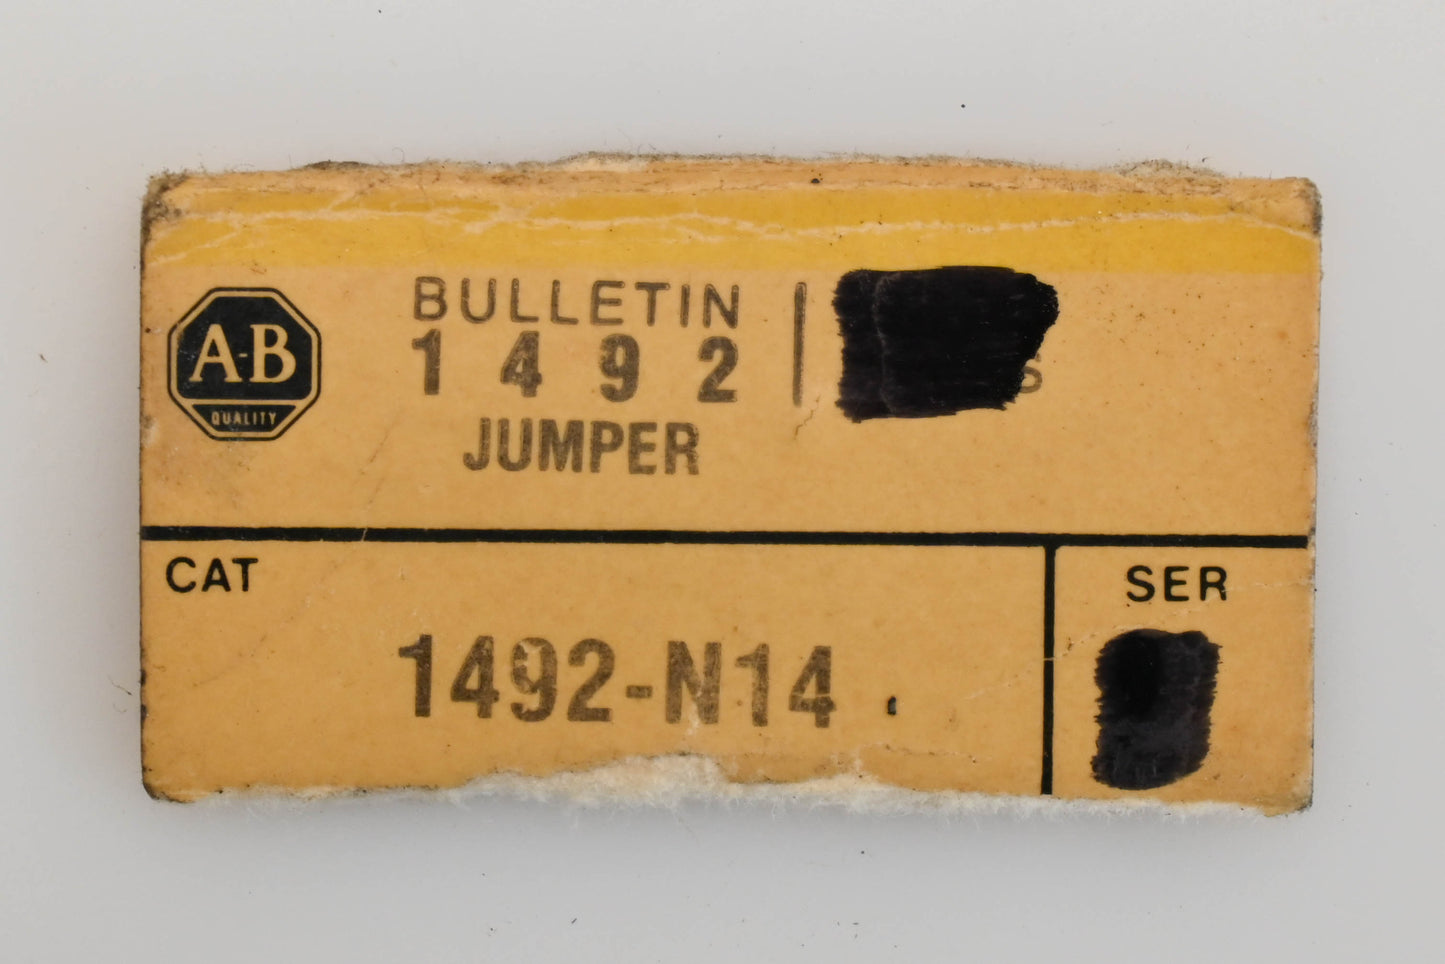 A-B
QUALITY
BULLETIN
1492
JUMPER
CAT
1492-N14
SER